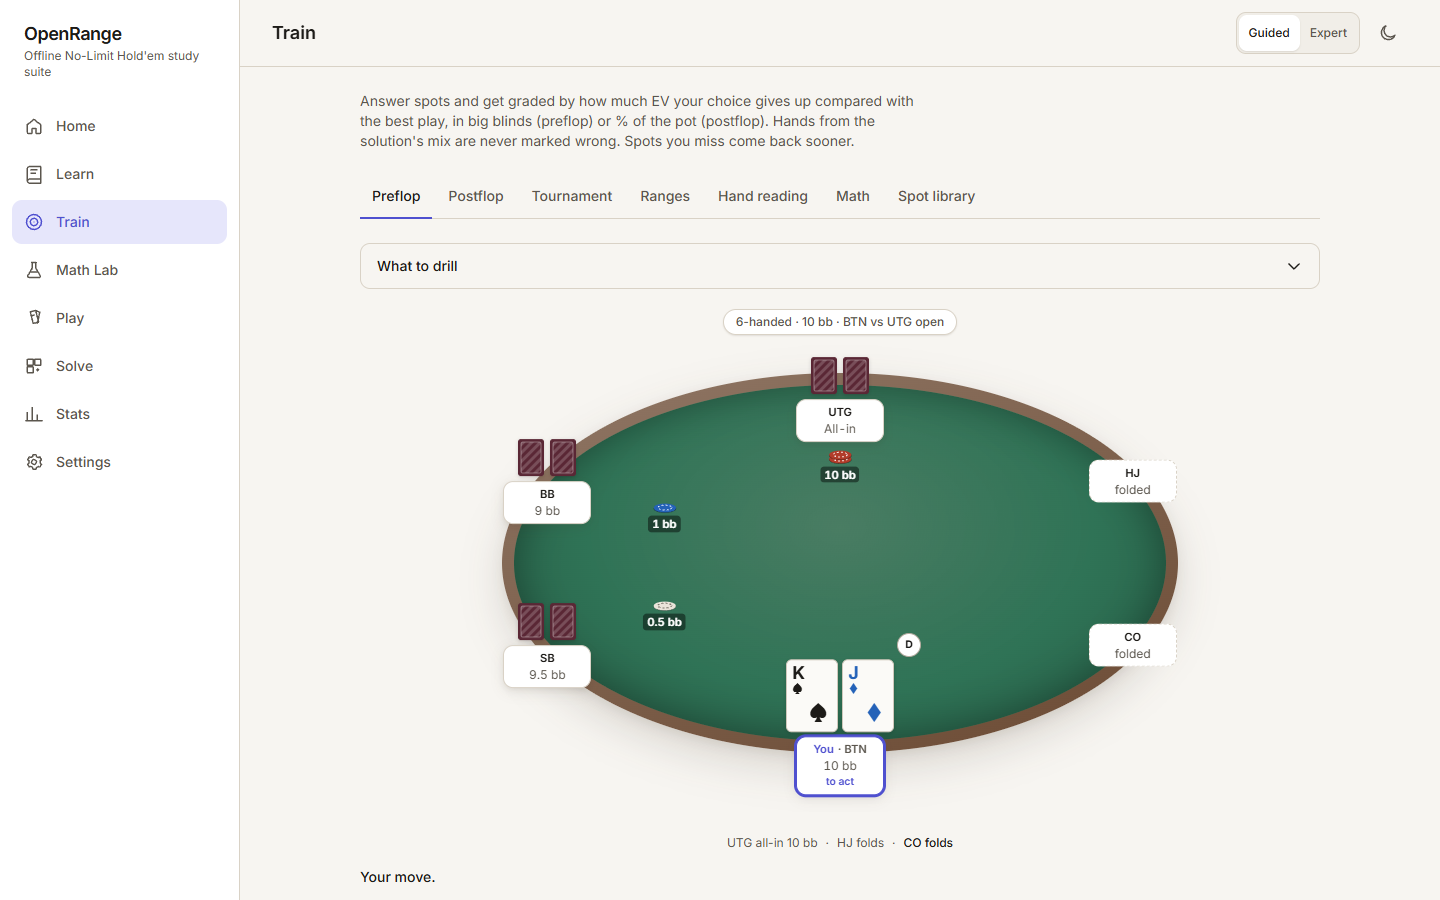 OpenRange
Offline No-Limit Hold'em study
suite
Home
Learn
Train
Math Lab
Play
Solve
Stats
Settings
Train
Guided
Expert
Answer spots and get graded by how much EV your choice gives up compared with
the best play, in big blinds (preflop) or % of the pot (postflop). Hands from the
solution's mix are never marked wrong. Spots you miss come back sooner.
Preflop
Postflop
Tournament
Ranges
Hand reading
Math
Spot library
What to drill
6-handed · 10 bb · BTN vs UTG open
UTG
All-in
10 bb
BB
9 bb
1 bb
HJ
folded
SB
9.5 bb
0.5 bb
CO
folded
D
K
J
You · BTN
10 bb
to act
UTG all-in 10 bb · HJ folds · CO folds
Your move.